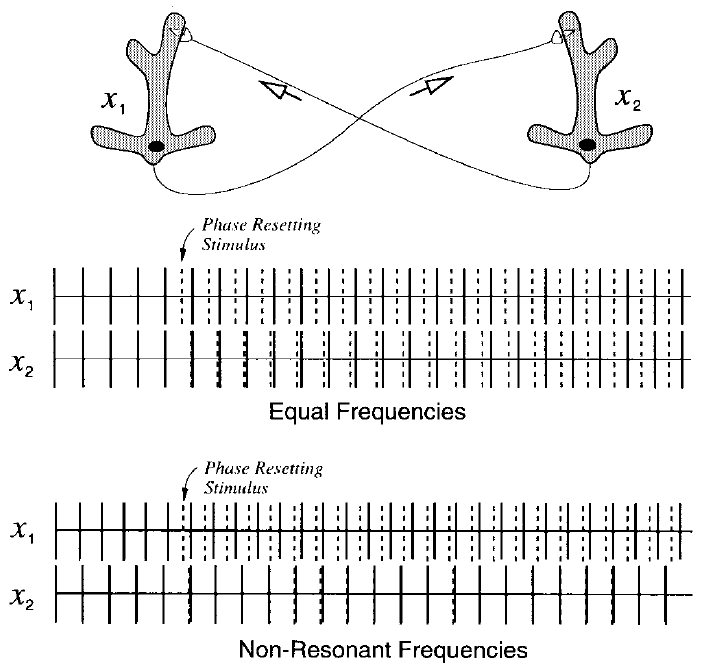 x₁
x₂
Phase Resetting
Stimulus
x₁
x₂
Equal Frequencies
Phase Resetting
Stimulus
x₁
x₂
Non-Resonant Frequencies